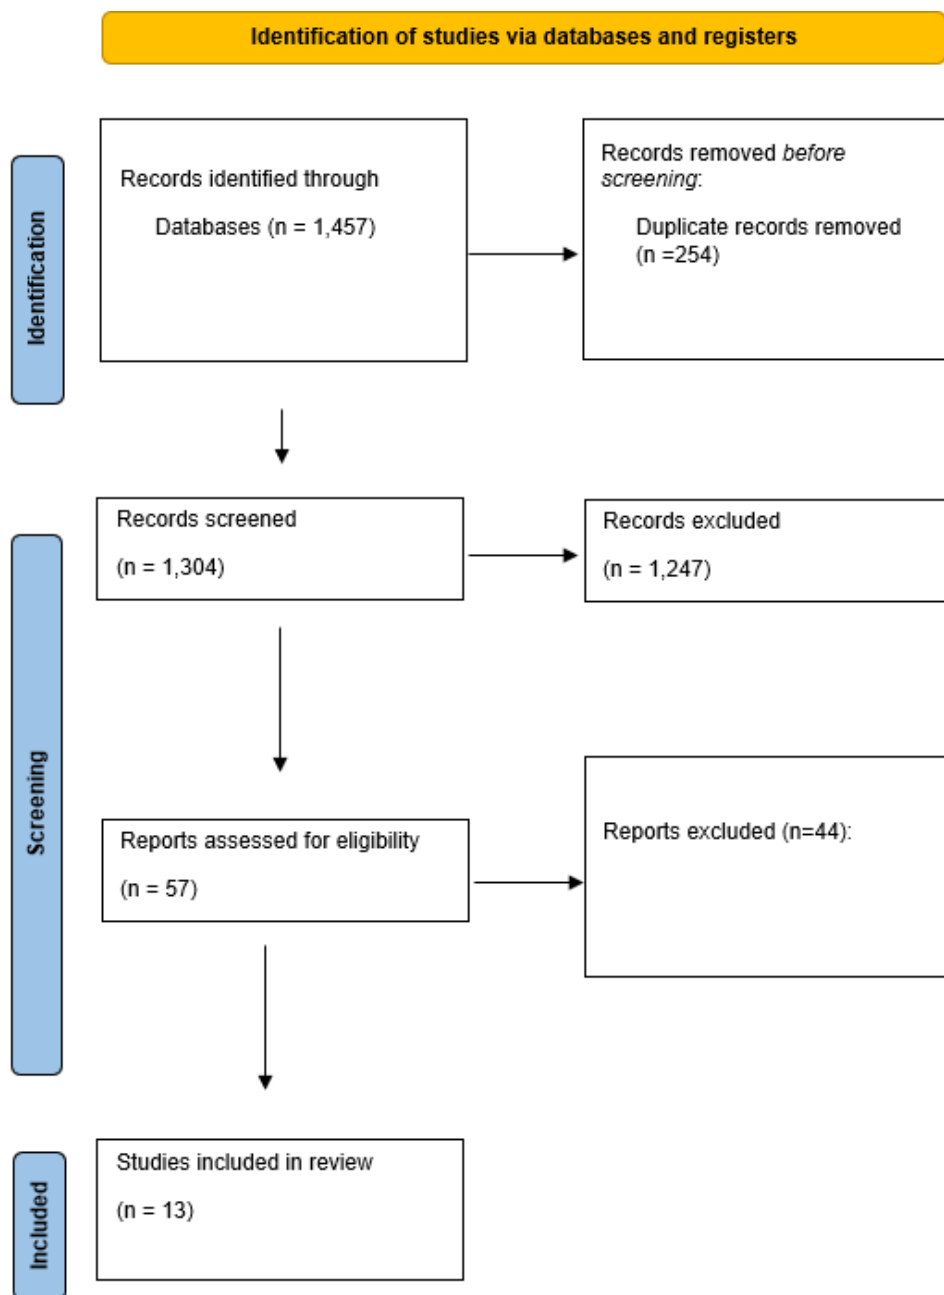 Identification of studies via databases and registers
Identification
Records identified through
Databases (n = 1,457)
Records removed before
screening:
Duplicate records removed
(n =254)
Screening
Records screened
(n = 1,304)
Records excluded
(n = 1,247)
Reports assessed for eligibility
(n = 57)
Reports excluded (n=44):
Included
Studies included in review
(n = 13)